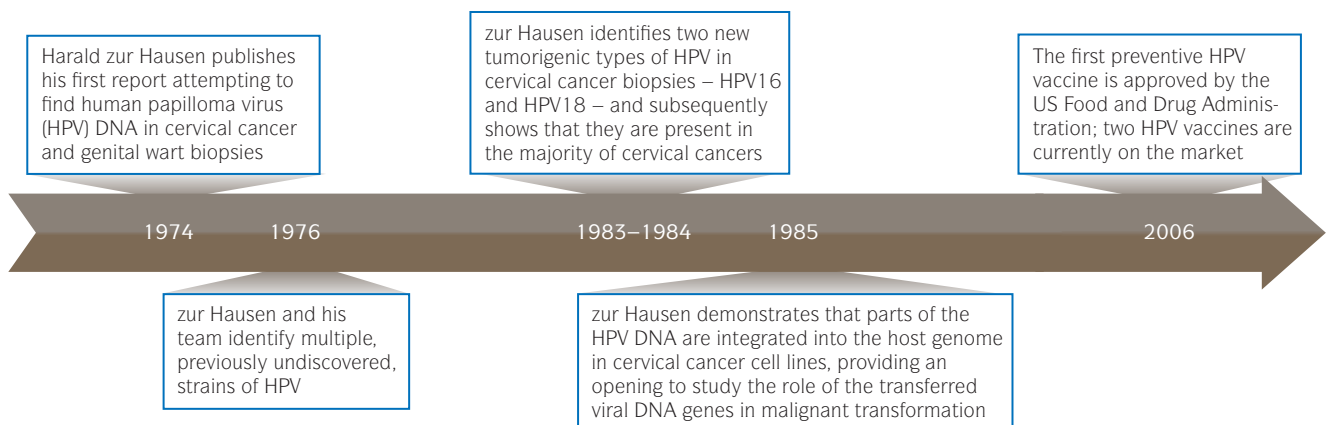 Harald zur Hausen publishes
his first report attempting to
find human papilloma virus
(HPV) DNA in cervical cancer
and genital wart biopsies
zur Hausen identifies two new
tumorigenic types of HPV in
cervical cancer biopsies – HPV16
and HPV18 – and subsequently
shows that they are present in
the majority of cervical cancers
The first preventive HPV
vaccine is approved by the
US Food and Drug Adminis-
tration; two HPV vaccines are
currently on the market
1974 1976 1983–1984 1985 2006
zur Hausen and his
team identify multiple,
previously undiscovered,
strains of HPV
zur Hausen demonstrates that parts of the
HPV DNA are integrated into the host genome
in cervical cancer cell lines, providing an
opening to study the role of the transferred
viral DNA genes in malignant transformation